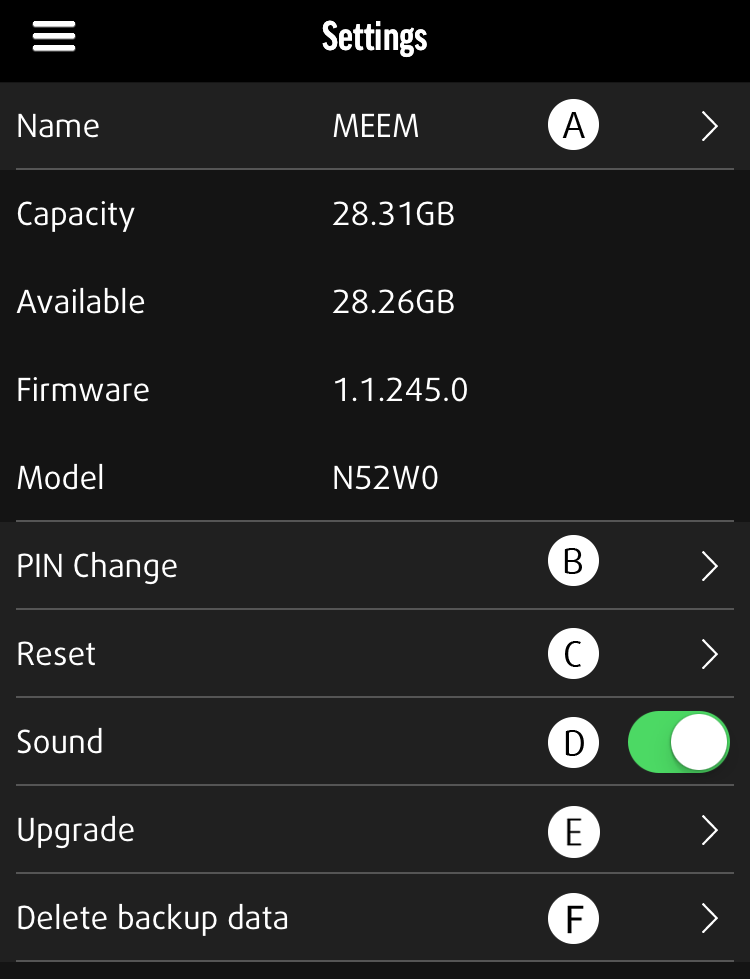 Settings
Name MEEM A
Capacity 28.31GB
Available 28.26GB
Firmware 1.1.245.0
Model N52W0
PIN Change B
Reset C
Sound D
Upgrade E
Delete backup data F